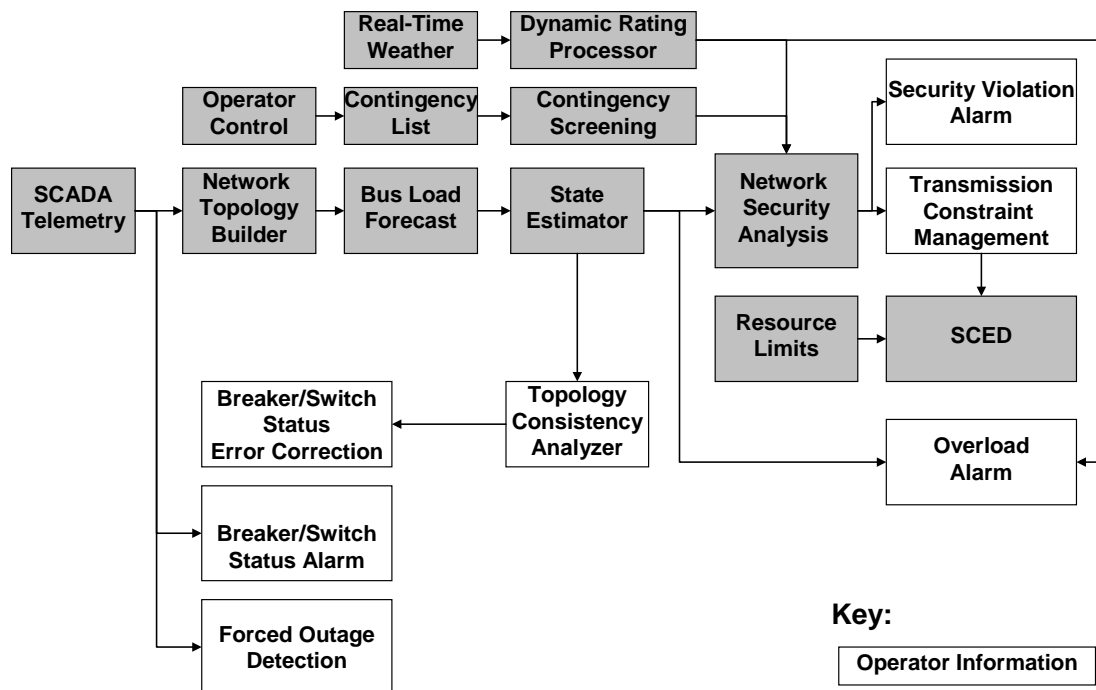 Real-Time
Weather
Dynamic Rating
Processor
Operator
Control
Contingency
List
Contingency
Screening
Security Violation
Alarm
SCADA
Telemetry
Network
Topology
Builder
Bus Load
Forecast
State
Estimator
Network
Security
Analysis
Transmission
Constraint
Management
Resource
Limits
SCED
Breaker/Switch
Status
Error Correction
Topology
Consistency
Analyzer
Overload
Alarm
Breaker/Switch
Status Alarm
Forced Outage
Detection
Key:
Operator Information